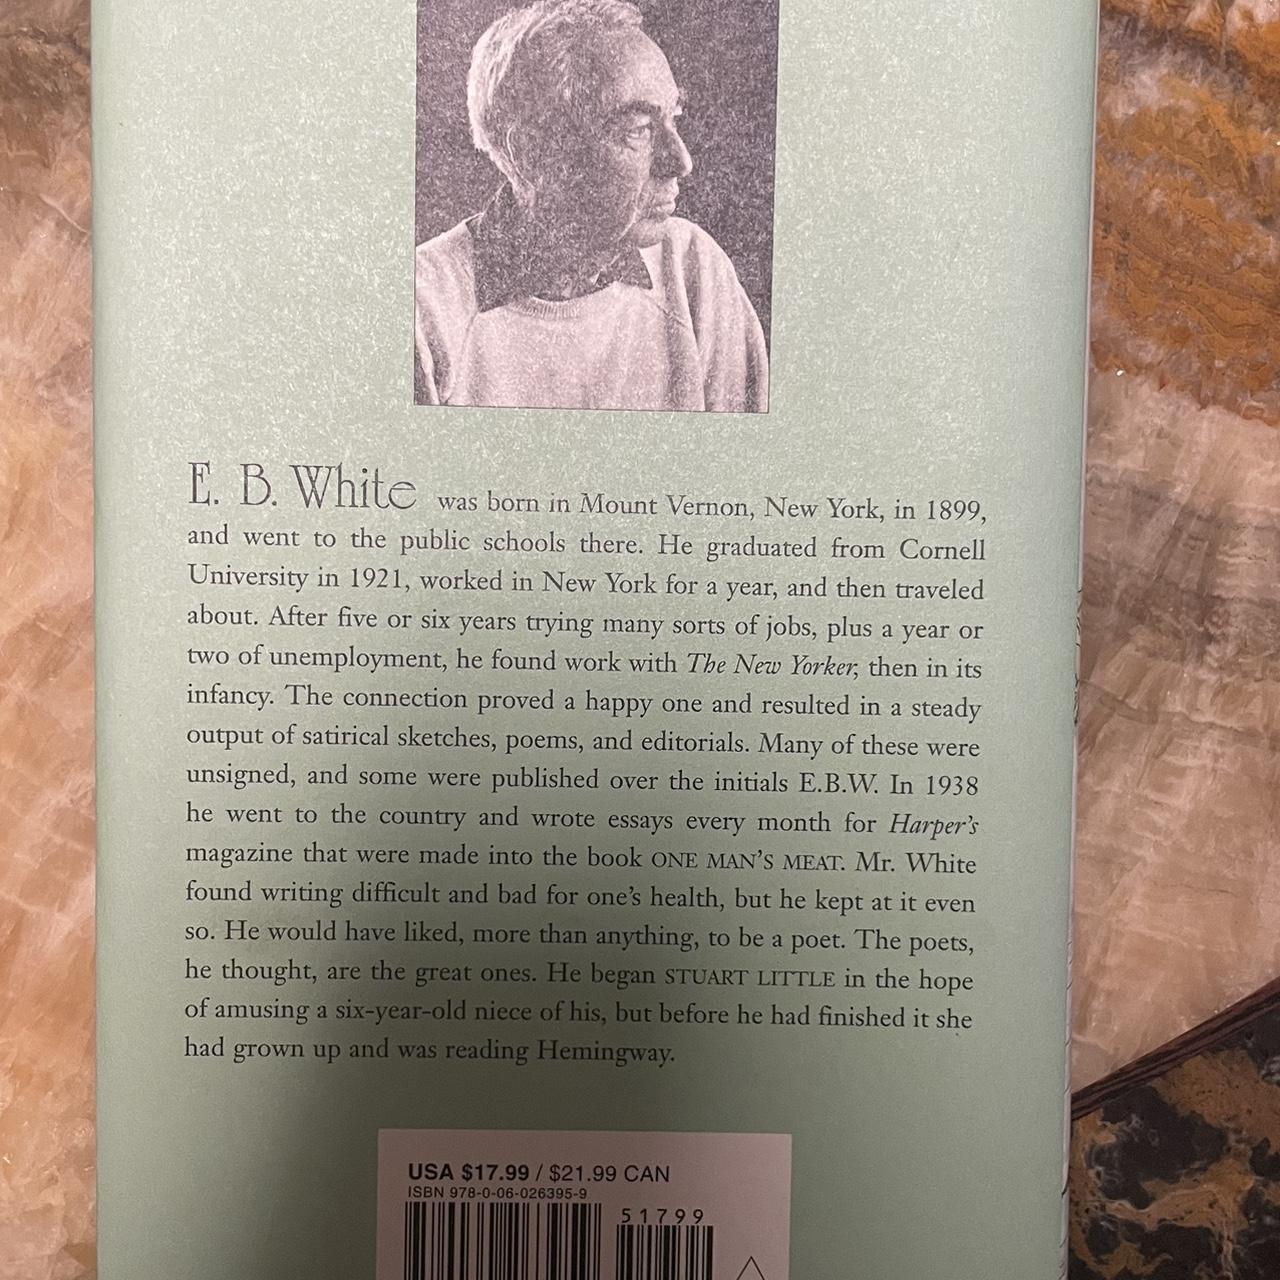 E. B. White was born in Mount Vernon, New York, in 1899,
and went to the public schools there. He graduated from Cornell
University in 1921, worked in New York for a year, and then traveled
about. After five or six years trying many sorts of jobs, plus a year or
two of unemployment, he found work with The New Yorker, then in its
infancy. The connection proved a happy one and resulted in a steady
output of satirical sketches, poems, and editorials. Many of these were
unsigned, and some were published over the initials E.B.W. In 1938
he went to the country and wrote essays every month for Harper's
magazine that were made into the book ONE MAN'S MEAT. Mr. White
found writing difficult and bad for one's health, but he kept at it even
so. He would have liked, more than anything, to be a poet. The poets,
he thought, are the great ones. He began STUART LITTLE in the hope
of amusing a six-year-old niece of his, but before he had finished it she
had grown up and was reading Hemingway.
USA $17.99 / $21.99 CAN
ISBN 978-0-06-026395-9
51799